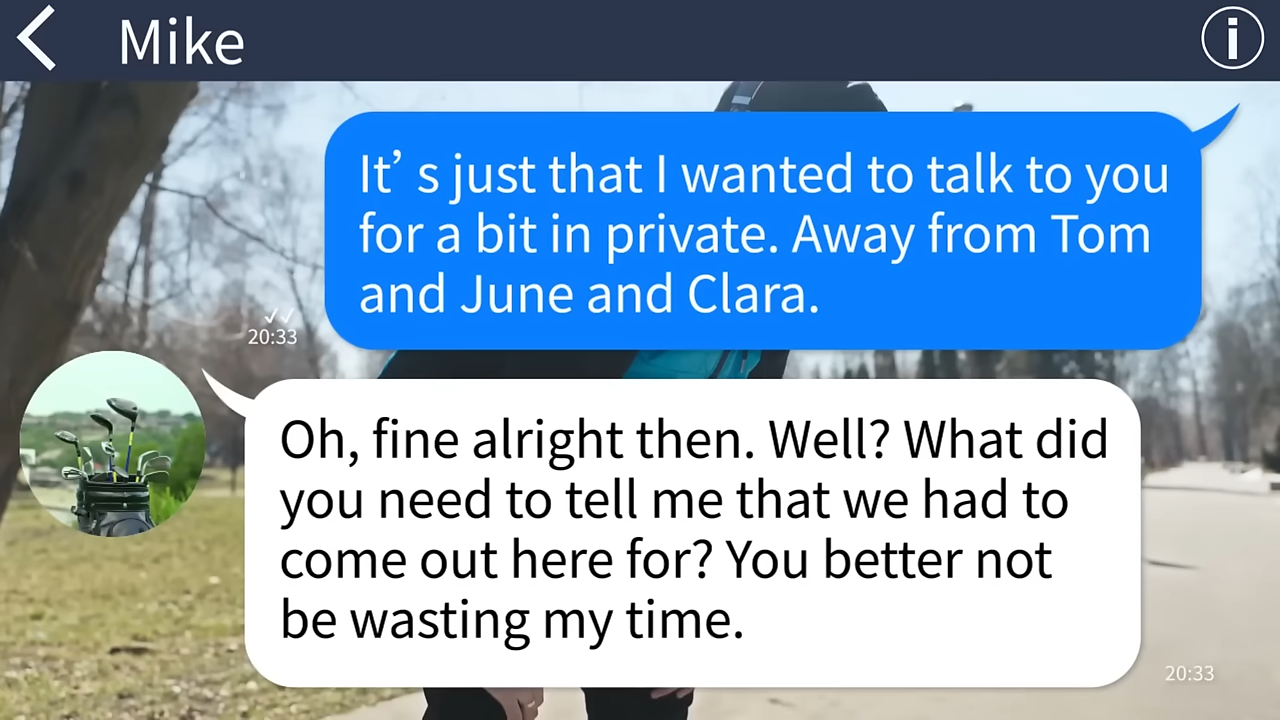 Mike
It’s just that I wanted to talk to you
for a bit in private. Away from Tom
and June and Clara.
20:33
Oh, fine alright then. Well? What did
you need to tell me that we had to
come out here for? You better not
be wasting my time.
20:33